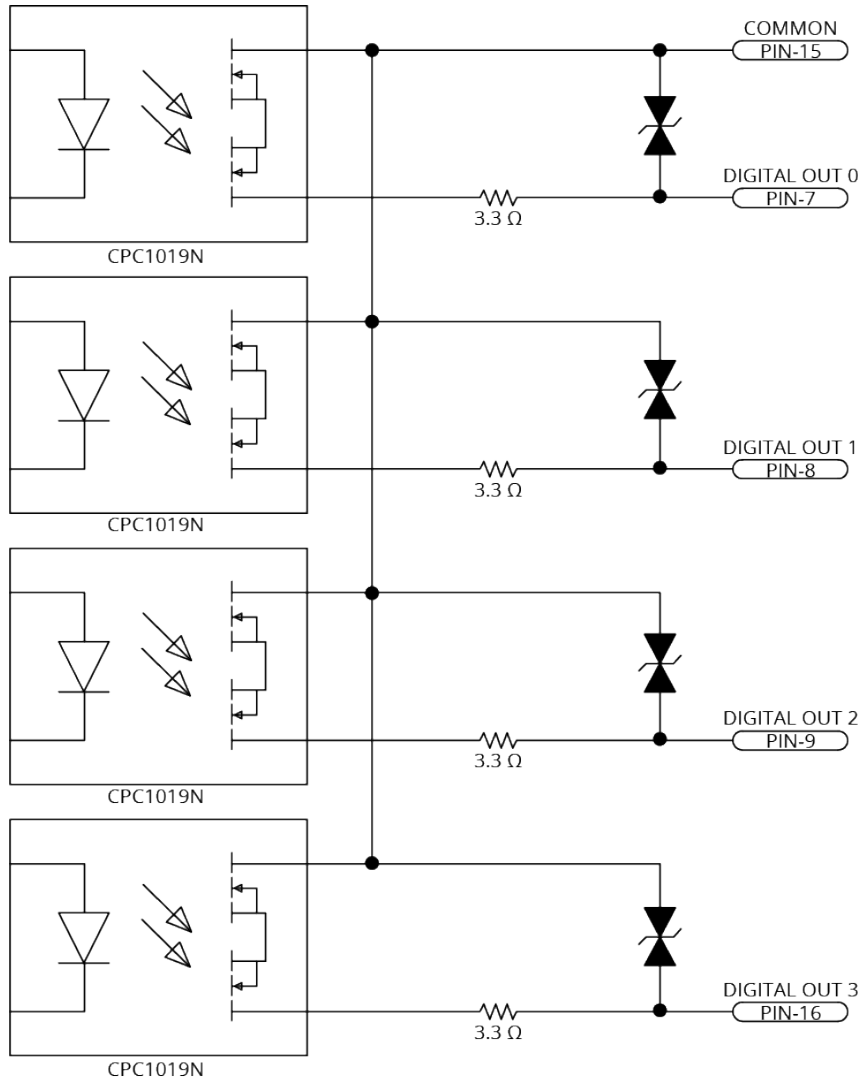 COMMON
PIN-15
DIGITAL OUT 0
PIN-7
3.3 Ω
CPC1019N
DIGITAL OUT 1
PIN-8
3.3 Ω
CPC1019N
DIGITAL OUT 2
PIN-9
3.3 Ω
CPC1019N
DIGITAL OUT 3
PIN-16
3.3 Ω
CPC1019N